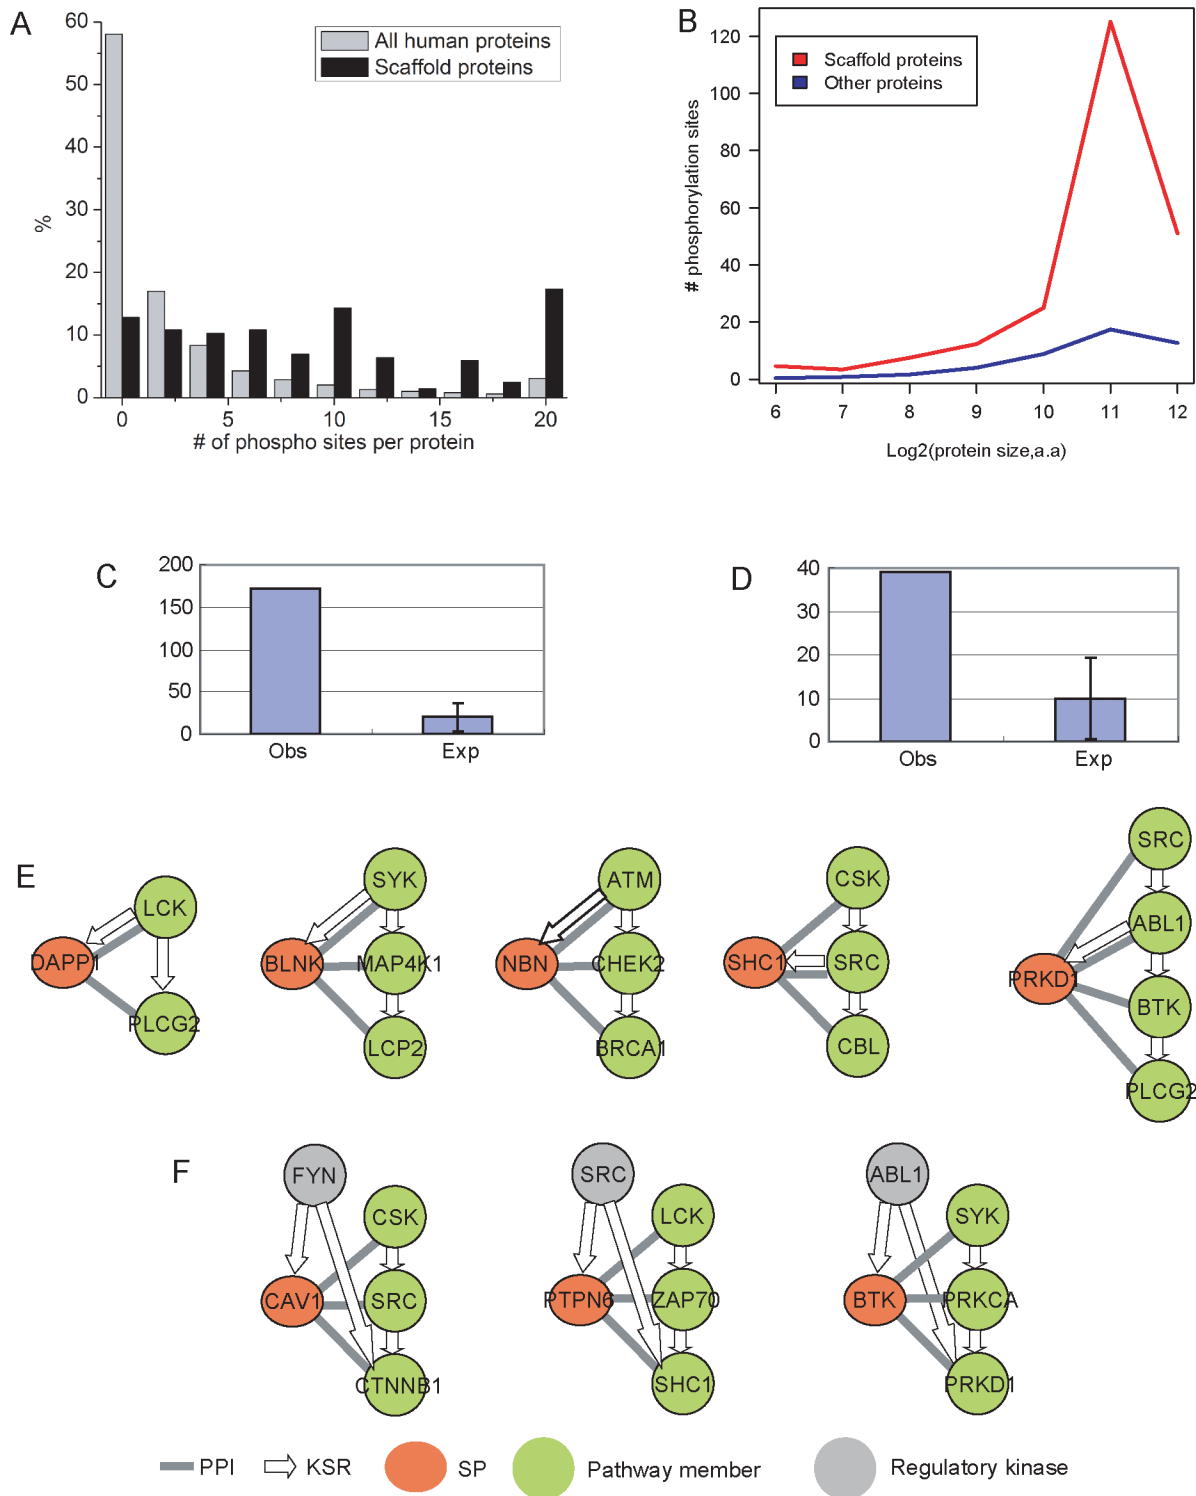 A
60
50
40
30
20
10
0
%
All human proteins
Scaffold proteins
0 5 10 15 20
# of phospho sites per protein
B
120
100
80
60
40
20
0
# phosphorylation sites
Scaffold proteins
Other proteins
6 7 8 9 10 11 12
Log2(protein size,a.a)
C
200
150
100
50
0
Obs Exp
D
40
30
20
10
0
Obs Exp
E
LCK
DAPP1
PLCG2
SYK
BLNK
MAP4K1
LCP2
ATM
NBN
CHEK2
BRCA1
CSK
SHC1
SRC
CBL
SRC
ABL1
PRKD1
BTK
PLCG2
F
FYN
CSK
CAV1
SRC
CTNNB1
SRC
LCK
PTPN6
ZAP70
SHC1
ABL1
SYK
BTK
PRKCA
PRKD1
PPI KSR SP Pathway member Regulatory kinase